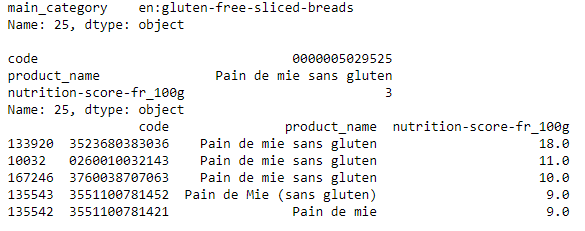 main_category    en:gluten-free-sliced-breads
Name: 25, dtype: object
code    0000005029525
product_name    Pain de mie sans gluten
nutrition-score-fr_100g    3
Name: 25, dtype: object
code    product_name    nutrition-score-fr_100g
133920  3523680383036    Pain de mie sans gluten    18.0
10032   0260010032143    Pain de mie sans gluten    11.0
167246  3760038707063    Pain de mie sans gluten    10.0
135543  3551100781452  Pain de Mie (sans gluten)    9.0
135542  3551100781421    Pain de mie    9.0